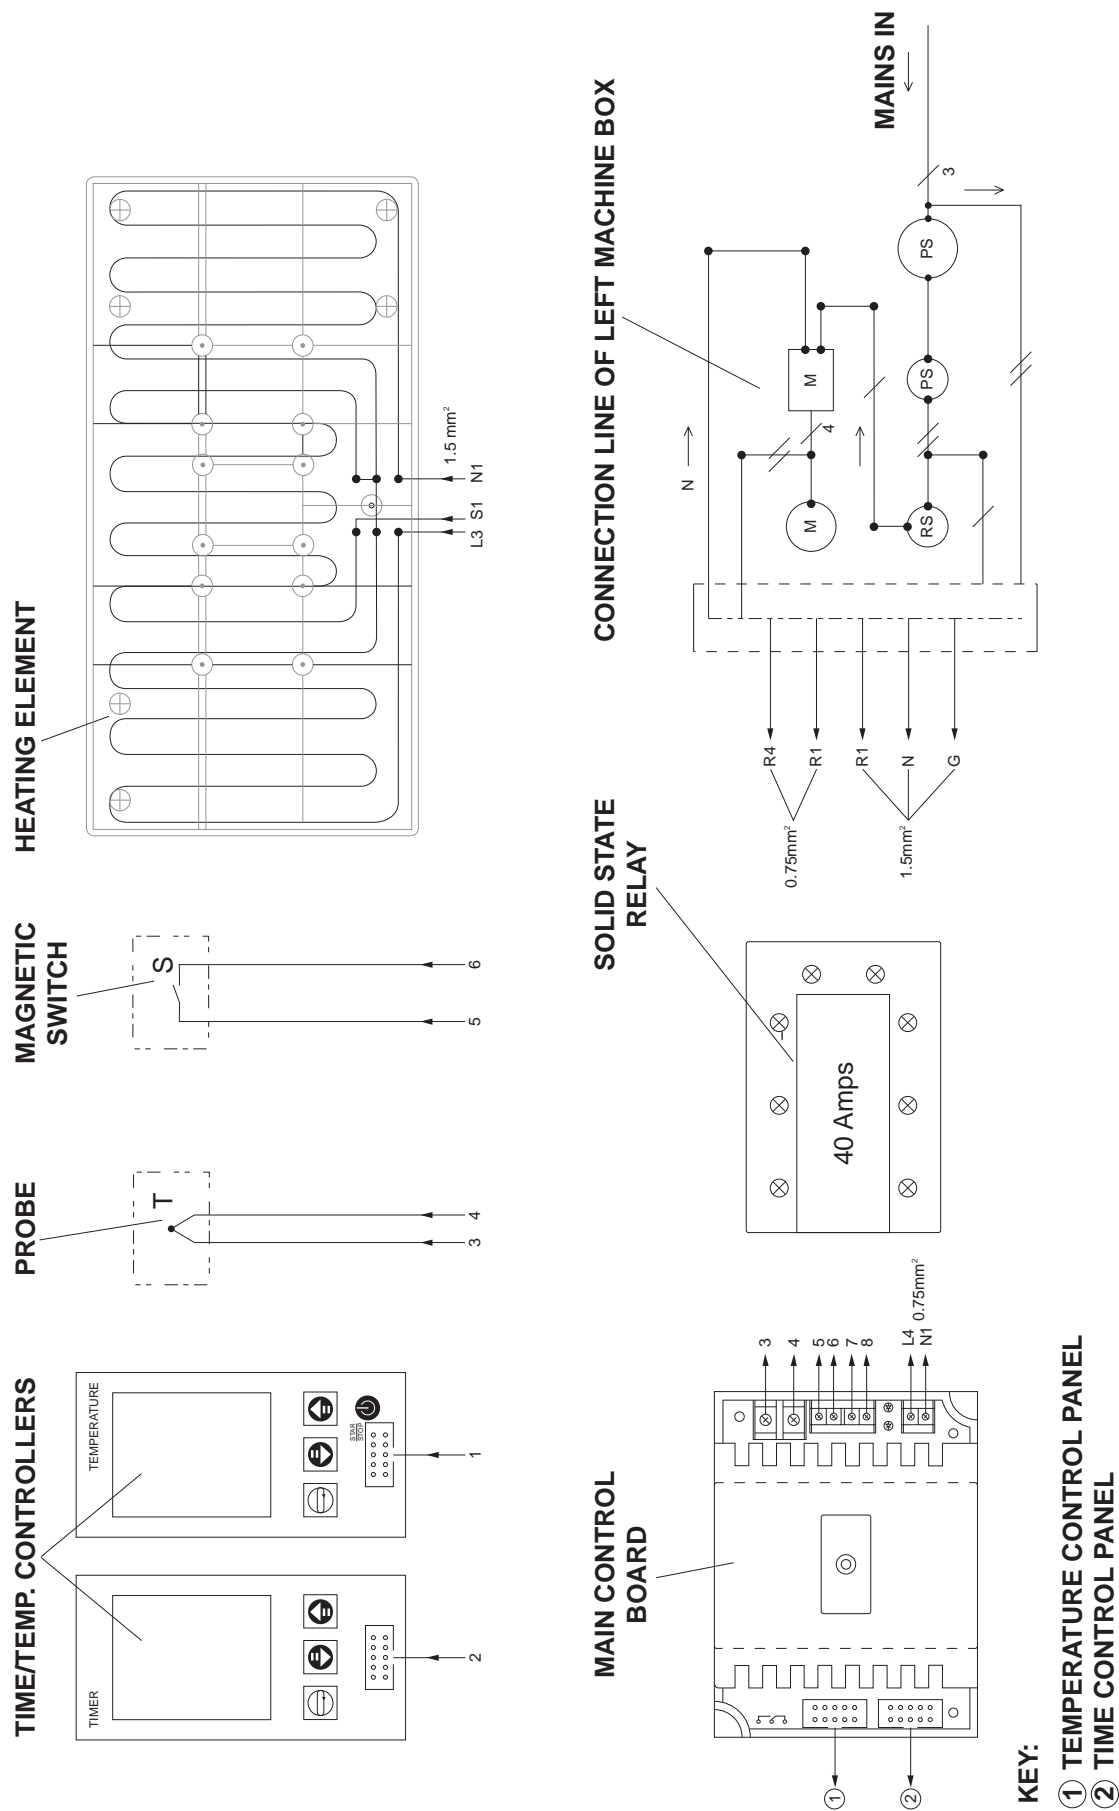 TIME/TEMP. CONTROLLERS
TIMER
2
TEMPERATURE
STAR
STOP
1
PROBE
T
3
4
MAGNETIC
SWITCH
S
5
6
HEATING ELEMENT
L3
S1
N1
1.5 mm²
MAIN CONTROL
BOARD
1
2
3
4
5
6
7
8
L4
N1
0.75mm²
SOLID STATE
RELAY
40 Amps
CONNECTION LINE OF LEFT MACHINE BOX
0.75mm²
R4
R1
1.5mm²
R1
N
G
N
M
4
M
RS
PS
PS
3
MAINS IN
KEY:
1 TEMPERATURE CONTROL PANEL
2 TIME CONTROL PANEL